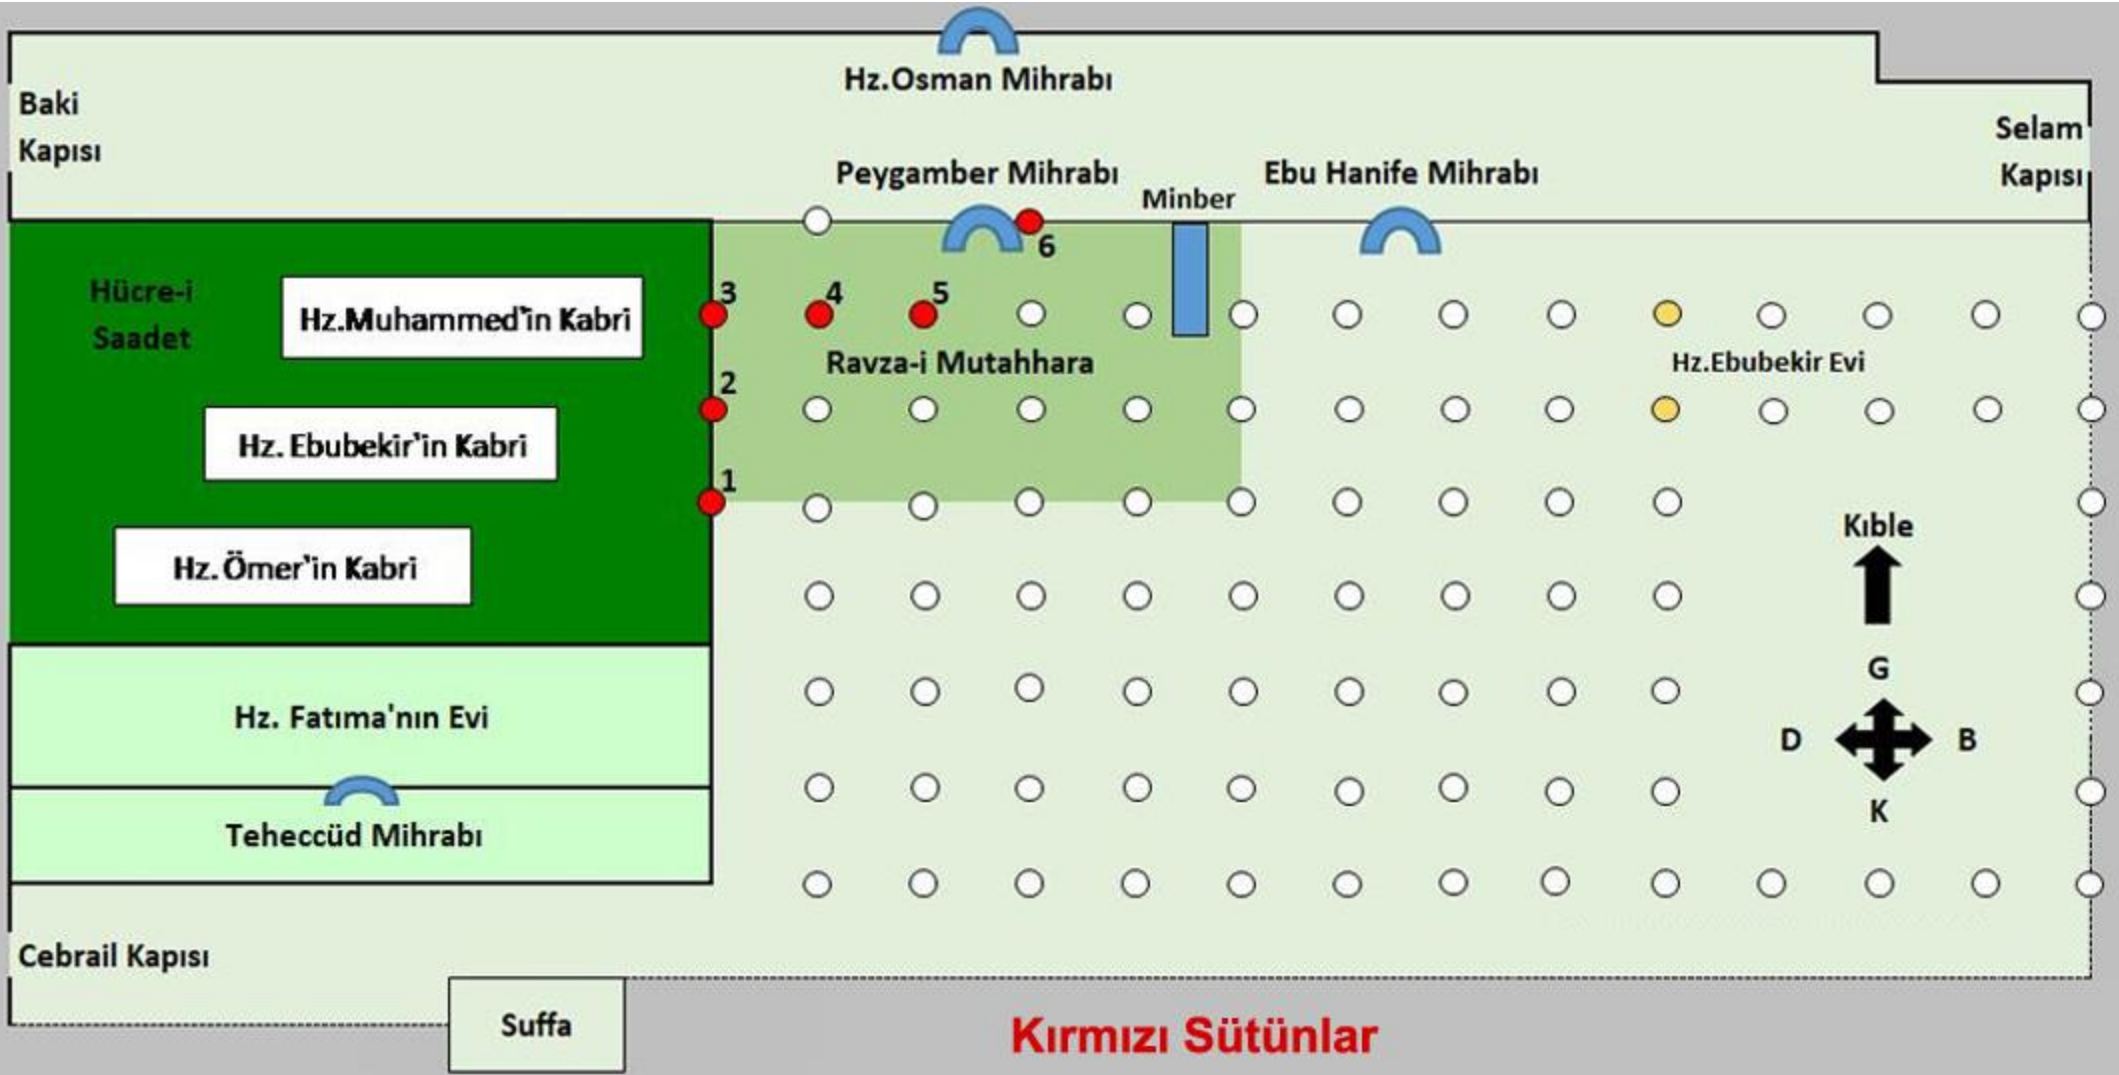 Hz.Osman Mihrabı
Baki
Kapısı
Selam
Kapısı
Peygamber Mihrabı
Minber
Ebu Hanife Mihrabı
6
Hücre-i
Saadet
Hz.Muhammed'in Kabri
3
4
5
Ravza-i Mutahhara
Hz.Ebubekir Evi
2
Hz. Ebubekir'in Kabri
1
Hz. Ömer'in Kabri
Kıble
G
D
B
K
Hz. Fatıma'nın Evi
Teheccüd Mihrabı
Cebrail Kapısı
Suffa
Kırmızı Sütünlar